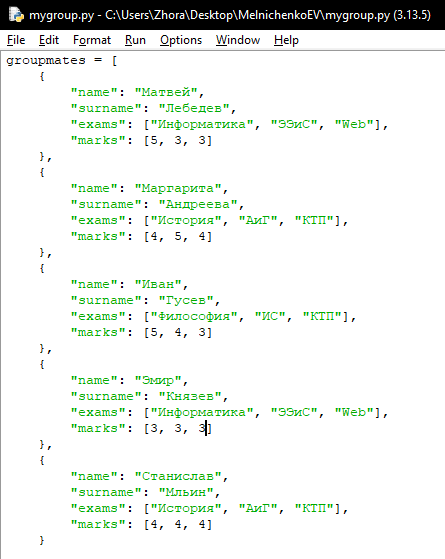 mygroup.py - C:\Users\Zhora\Desktop\MelnichenkoEV\mygroup.py (3.13.5)
File Edit Format Run Options Window Help
groupmates = [
    {
        "name": "Матвей",
        "surname": "Лебедев",
        "exams": ["Информатика", "ЭЭиС", "Web"],
        "marks": [5, 3, 3]
    },
    {
        "name": "Маргарита",
        "surname": "Андреева",
        "exams": ["История", "АиГ", "КТП"],
        "marks": [4, 5, 4]
    },
    {
        "name": "Иван",
        "surname": "Гусев",
        "exams": ["Философия", "ИС", "КТП"],
        "marks": [5, 4, 3]
    },
    {
        "name": "Эмир",
        "surname": "Князев",
        "exams": ["Информатика", "ЭЭиС", "Web"],
        "marks": [3, 3, 3]
    },
    {
        "name": "Станислав",
        "surname": "Мльин",
        "exams": ["История", "АиГ", "КТП"],
        "marks": [4, 4, 4]
    }